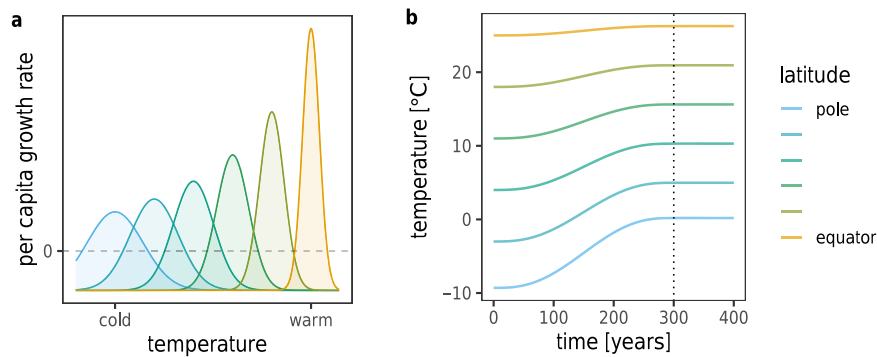 a
per capita growth rate
0
cold
warm
temperature
b
temperature [°C]
20
10
0
−10
0
100
200
300
400
time [years]
latitude
pole
equator